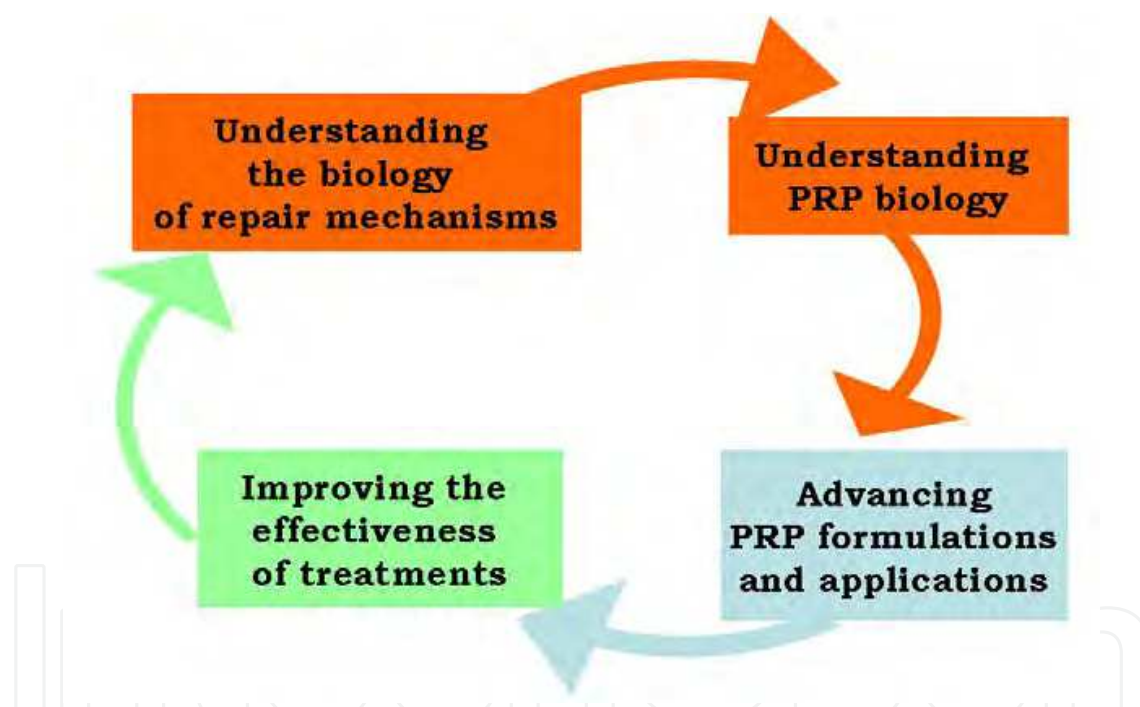 Understanding
the biology
of repair mechanisms
Understanding
PRP biology
Improving the
effectiveness
of treatments
Advancing
PRP formulations
and applications